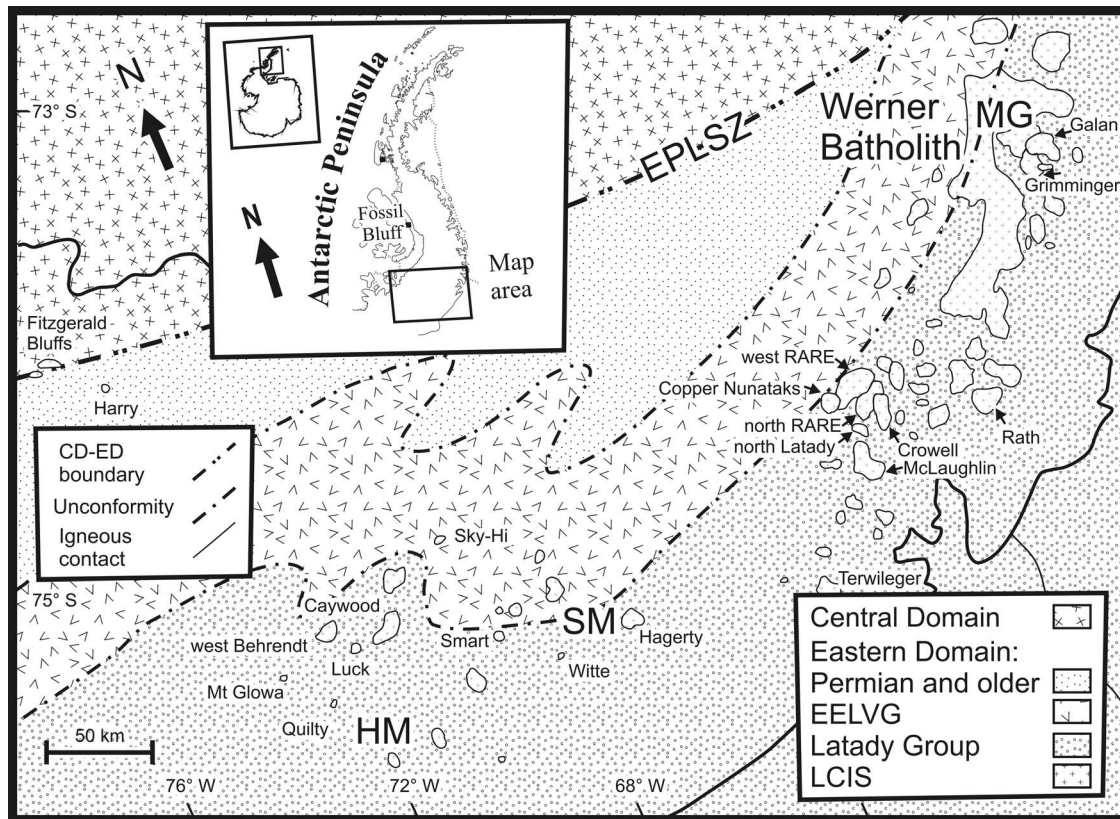 N
73° S
N
Antarctic Peninsula
Fossil
Bluff
Map
area
EPLSZ
Werner
Batholith
MG
Galan
Grimminger
Fitzgerald
Bluffs
Harry
west RARE
Copper Nunataks
north RARE
north Latady
Crowell
McLaughlin
Rath
CD-ED
boundary
Unconformity
Igneous
contact
Sky-Hi
75° S
Terwileger
Caywood
west Behrendt
Luck
Smart
SM
Hagerty
Witte
Mt Glowa
Quilty
HM
50 km
76° W
72° W
68° W
Central Domain
Eastern Domain:
Permian and older
EELVG
Latady Group
LCIS